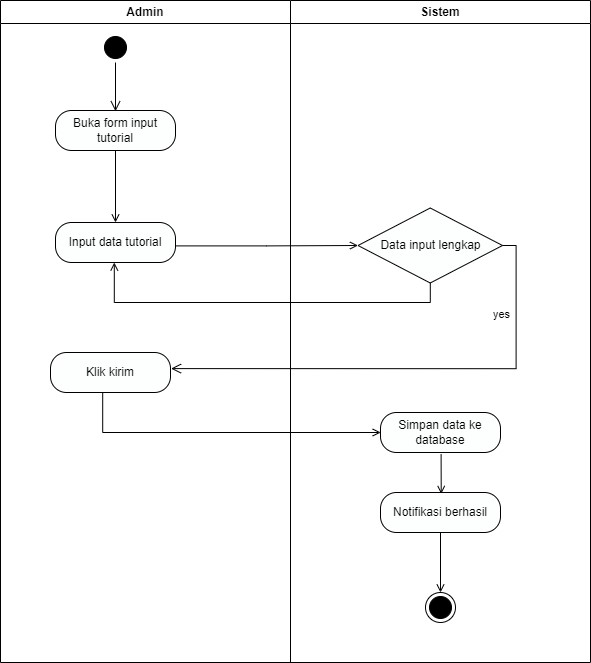 Admin
Sistem
Buka form input
tutorial
Input data tutorial
Data input lengkap
yes
Klik kirim
Simpan data ke
database
Notifikasi berhasil